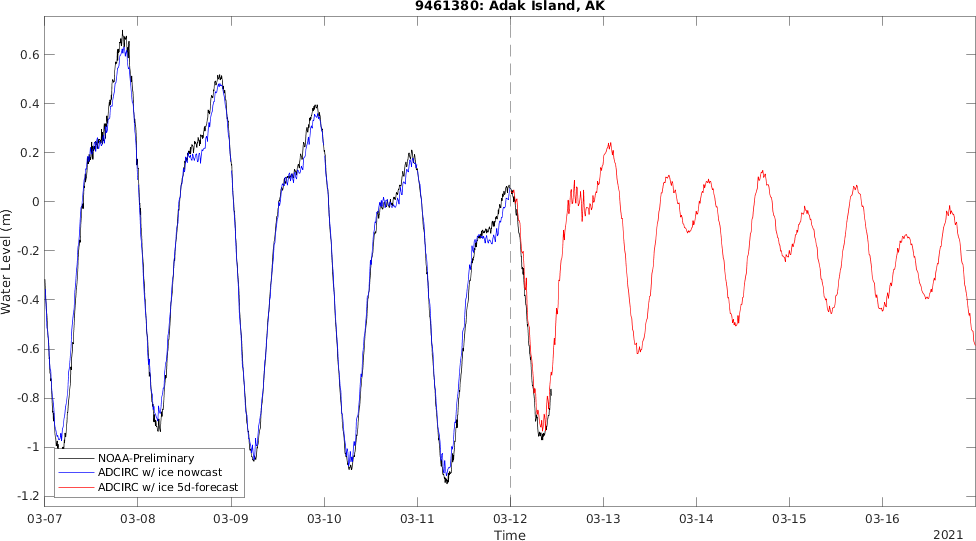 9461380: Adak Island, AK
0.6
0.4
0.2
0
-0.2
-0.4
-0.6
-0.8
-1
-1.2
Water Level (m)
NOAA-Preliminary
ADCIRC w/ ice nowcast
ADCIRC w/ ice 5d-forecast
03-07 03-08 03-09 03-10 03-11 03-12 03-13 03-14 03-15 03-16
Time
2021